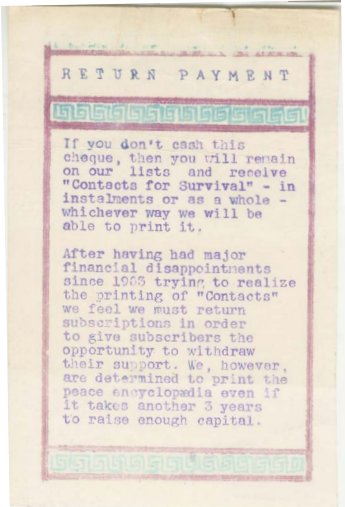 RETURN PAYMENT
If you don't cash this
cheque, then you will remain
on our lists and receive
"Contacts for Survival" - in
instalments or as a whole -
whichever way we will be
able to print it.
After having had major
financial disappointments
since 1963 trying to realize
the printing of "Contacts"
we feel we must return
subscriptions in order
to give subscribers the
opportunity to withdraw
their support. We, however,
are determined to print the
peace encyclopædia even if
it takes another 3 years
to raise enough capital.